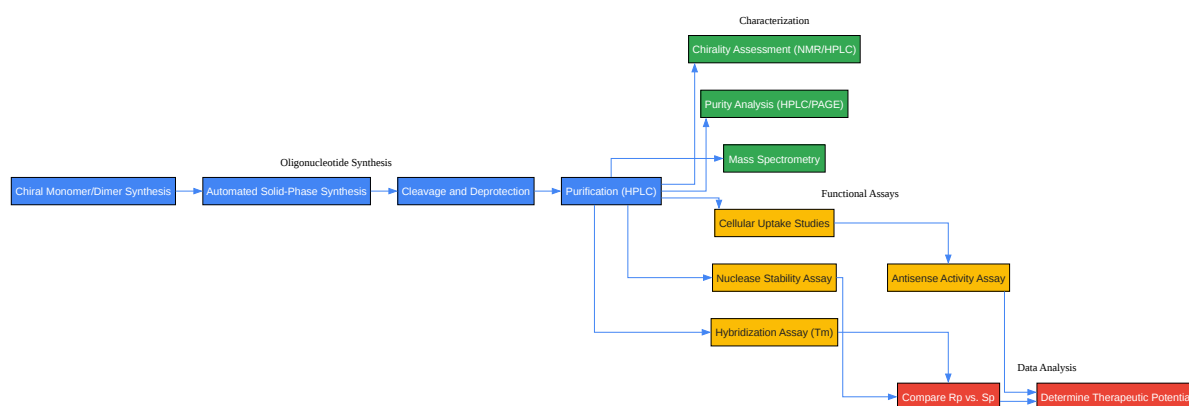 Characterization
Chirality Assessment (NMR/HPLC)
Purity Analysis (HPLC/PAGE)
Oligonucleotide Synthesis
Mass Spectrometry
Chiral Monomer/Dimer Synthesis
Automated Solid-Phase Synthesis
Cleavage and Deprotection
Purification (HPLC)
Functional Assays
Cellular Uptake Studies
Nuclease Stability Assay
Antisense Activity Assay
Hybridization Assay (Tm)
Data Analysis
Compare Rp vs. Sp
Determine Therapeutic Potential